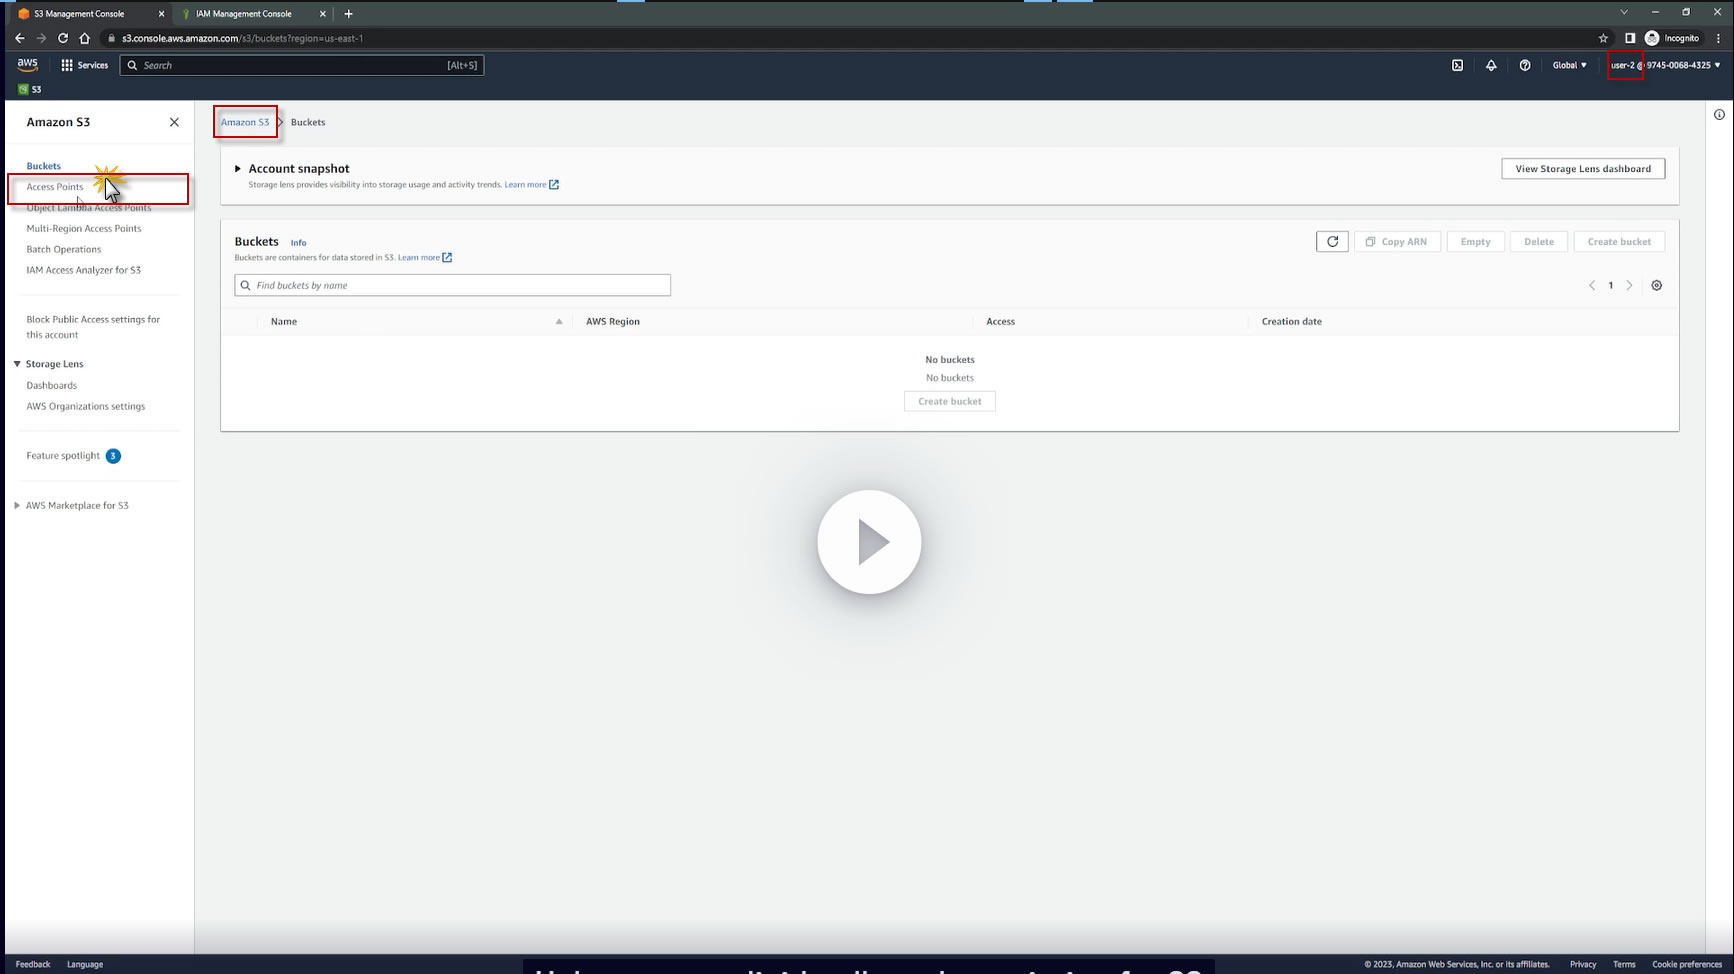 S3 Management Console
IAM Management Console
s3.console.aws.amazon.com/s3/buckets?region=us-east-1
Incognito
aws
Services
Search
[Alt+S]
Global
user-2 @ 9745-0068-4325
S3
Amazon S3
Buckets
Access Points
Object Lambda Access Points
Multi-Region Access Points
Batch Operations
IAM Access Analyzer for S3
Block Public Access settings for
this account
Storage Lens
Dashboards
AWS Organizations settings
Feature spotlight 3
AWS Marketplace for S3
Amazon S3 Buckets
Account snapshot
Storage lens provides visibility into storage usage and activity trends. Learn more
View Storage Lens dashboard
Buckets Info
Buckets are containers for data stored in S3. Learn more
Copy ARN
Empty
Delete
Create bucket
Find buckets by name
1
Name
AWS Region
Access
Creation date
No buckets
No buckets
Create bucket
Feedback
Language
© 2023, Amazon Web Services, Inc. or its affiliates.
Privacy
Terms
Cookie preferences